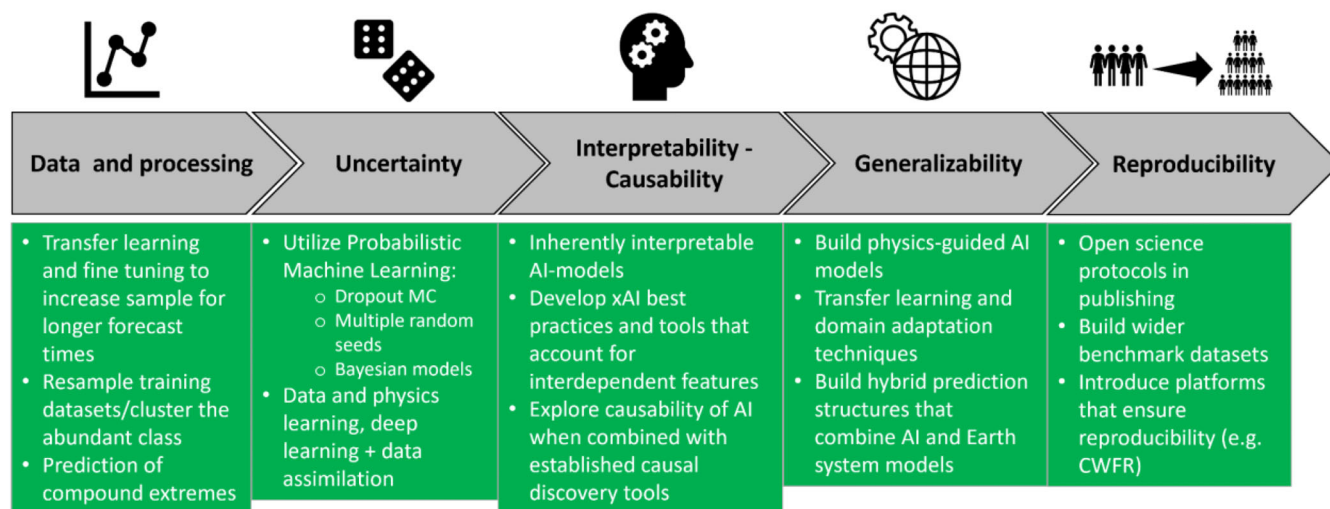 Data and processing
Uncertainty
Interpretability -
Causability
Generalizability
Reproducibility
• Transfer learning
and fine tuning to
increase sample for
longer forecast
times
• Resample training
datasets/cluster the
abundant class
• Prediction of
compound extremes
• Utilize Probabilistic
Machine Learning:
o Dropout MC
o Multiple random
seeds
o Bayesian models
• Data and physics
learning, deep
learning + data
assimilation
• Inherently interpretable
AI-models
• Develop xAI best
practices and tools that
account for
interdependent features
• Explore causability of AI
when combined with
established causal
discovery tools
• Build physics-guided AI
models
• Transfer learning and
domain adaptation
techniques
• Build hybrid prediction
structures that
combine AI and Earth
system models
• Open science
protocols in
publishing
• Build wider
benchmark datasets
• Introduce platforms
that ensure
reproducibility (e.g.
CWFR)